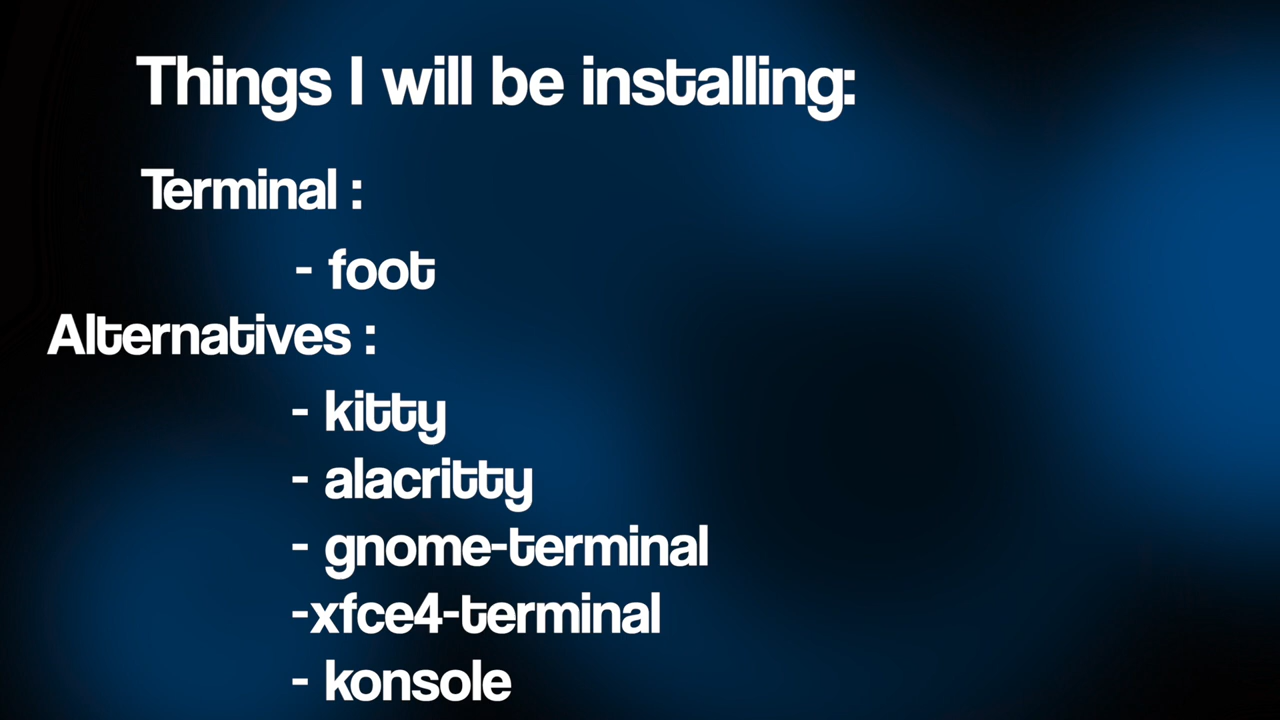 Things I will be installing:
Terminal :
- foot
Alternatives :
- kitty
- alacritty
- gnome-terminal
-xfce4-terminal
- konsole